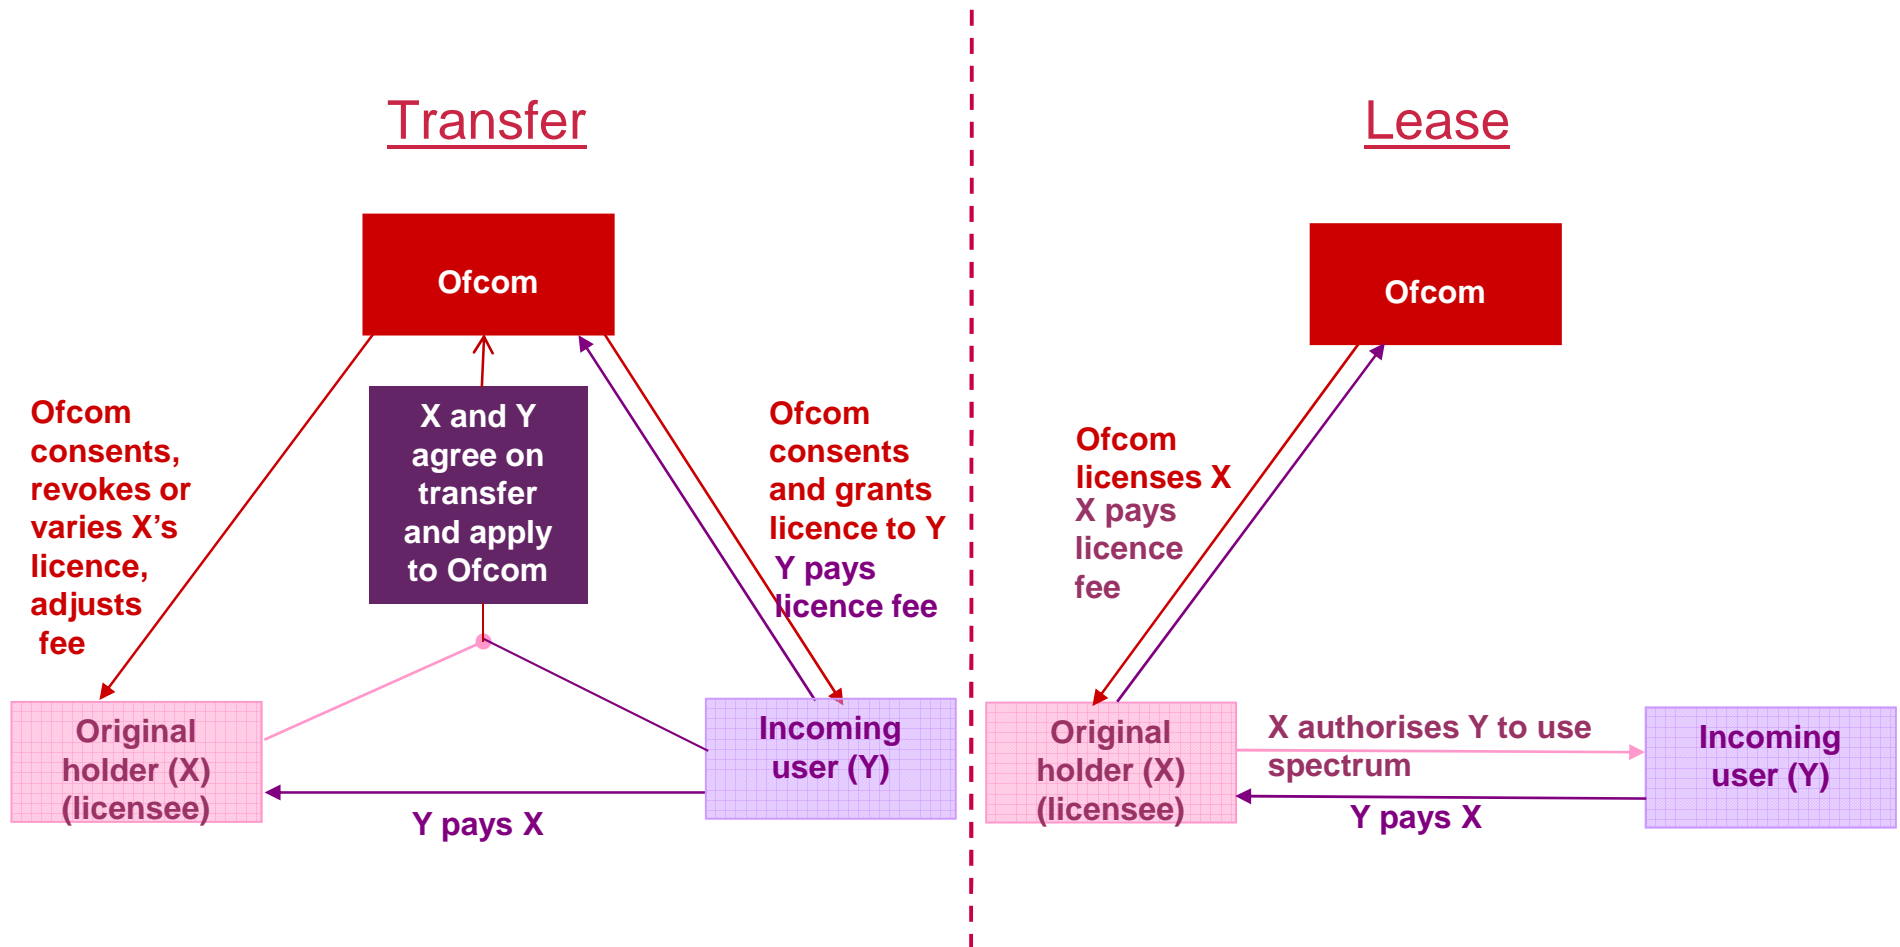 Transfer
Ofcom
Ofcom
consents,
revokes or
varies X’s
licence,
adjusts
fee
X and Y
agree on
transfer
and apply
to Ofcom
Ofcom
consents
and grants
licence to Y
Y pays
licence fee
Original
holder (X)
(licensee)
Y pays X
Incoming
user (Y)
Lease
Ofcom
Ofcom
licenses X
X pays
licence
fee
Original
holder (X)
(licensee)
X authorises Y to use
spectrum
Y pays X
Incoming
user (Y)